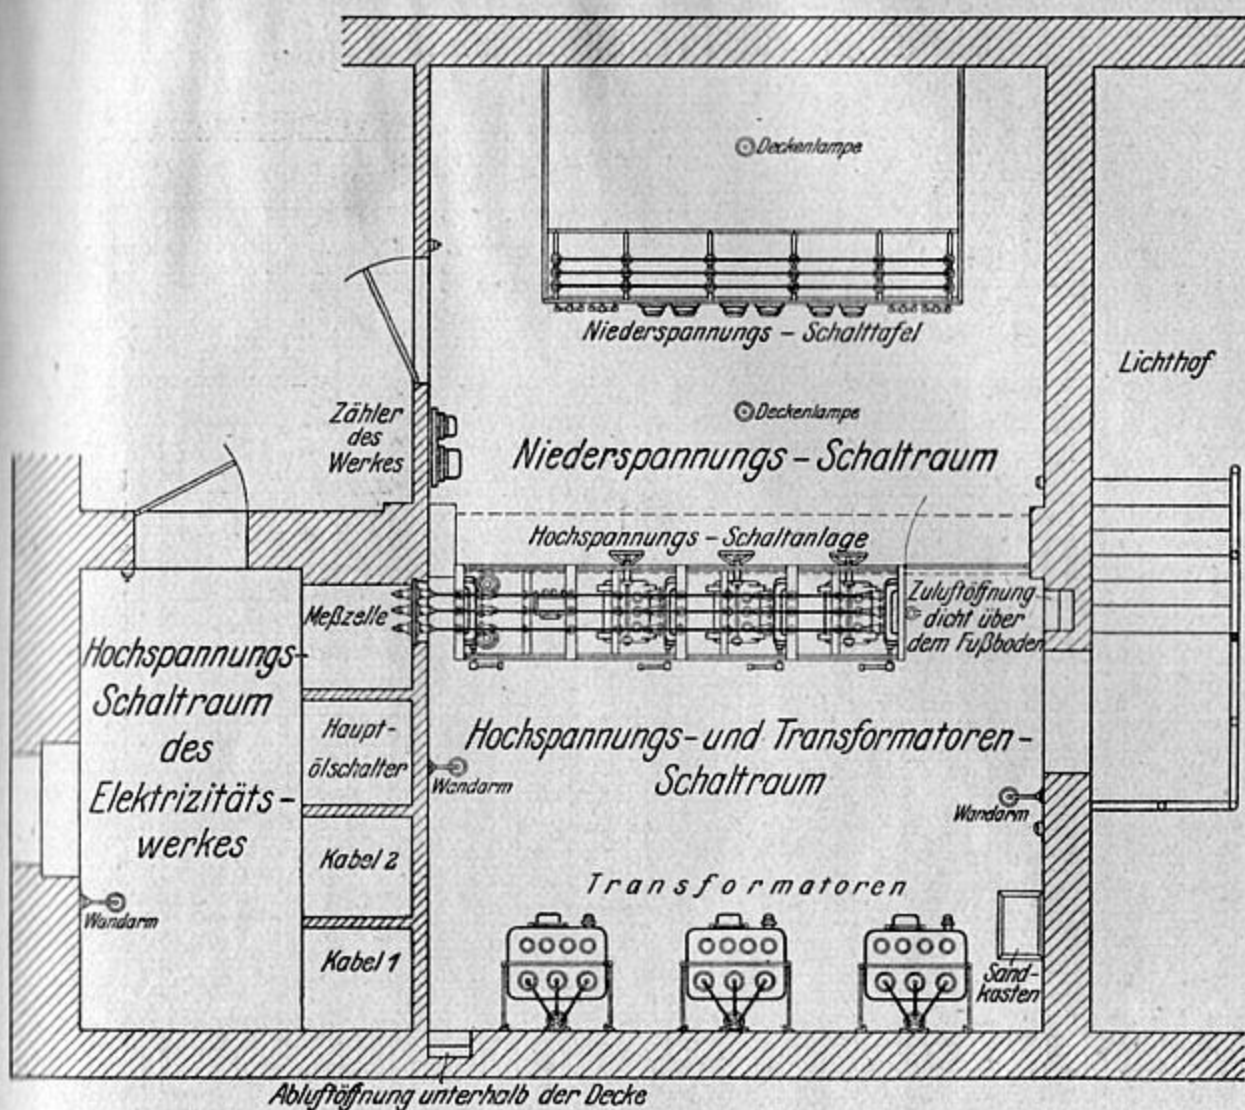 Deckenlampe
Niederspannungs - Schalttafel
Lichthof
Zähler
des
Werkes
Deckenlampe
Niederspannungs - Schaltraum
Hochspannungs - Schaltanlage
Meßzelle
Zuluftöffnung
dicht über
dem Fußboden
Hochspannungs-
Schaltraum
des
Elektrizitäts-
werkes
Haupt-
ölschalter
Hochspannungs- und Transformatoren-
Schaltraum
Wandarm
Wandarm
Kabel 2
Transformatoren
Wandarm
Kabel 1
Sand-
kasten
Abluftöffnung unterhalb der Decke